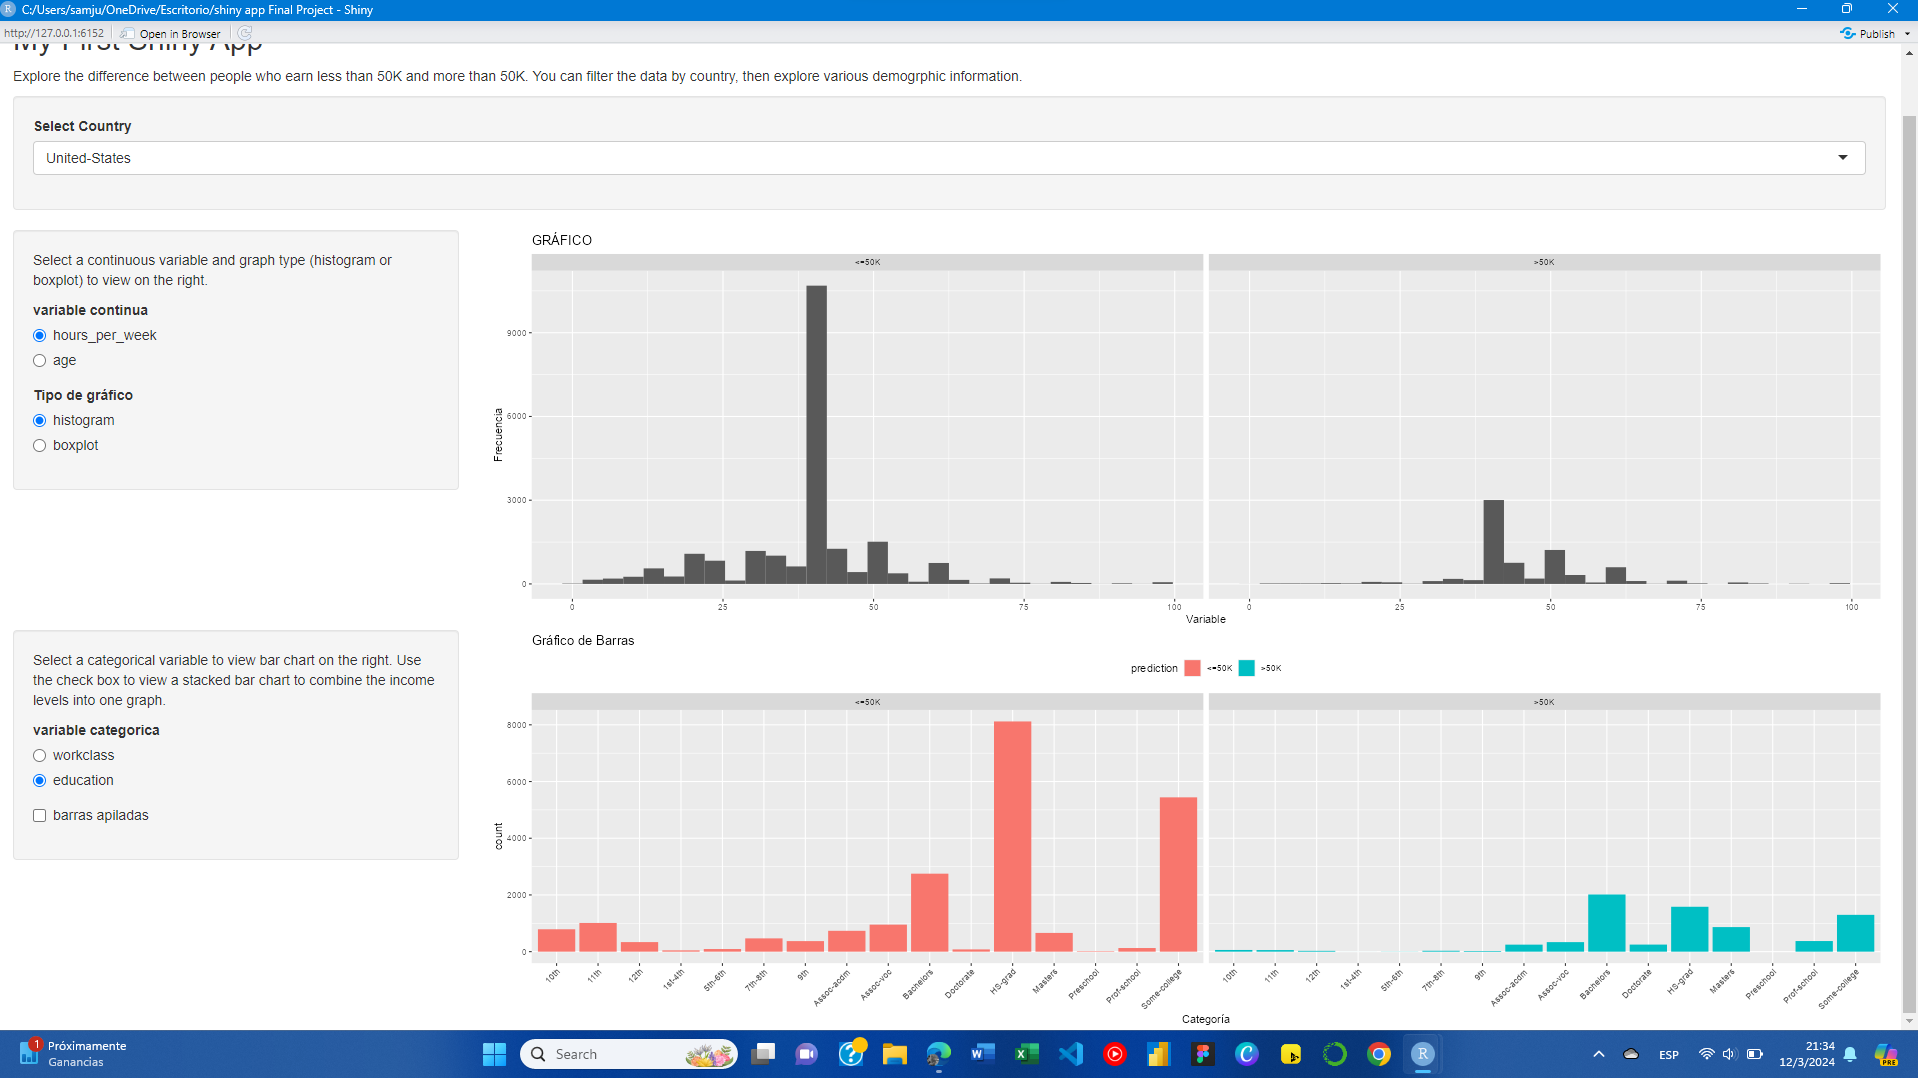 C:/Users/samju/OneDrive/Escritorio/shiny app Final Project - Shiny
http://127.0.0.1:6152
Open in Browser
Publish
My First Shiny App
Explore the difference between people who earn less than 50K and more than 50K. You can filter the data by country, then explore various demogrphic information.
Select Country
United-States
Select a continuous variable and graph type (histogram or
boxplot) to view on the right.
variable continua
hours_per_week
age
Tipo de gráfico
histogram
boxplot
GRÁFICO
<=50K
>50K
Frecuencia
9000
6000
3000
0
0 25 50 75 100
0 25 50 75 100
Variable
Select a categorical variable to view bar chart on the right. Use
the check box to view a stacked bar chart to combine the income
levels into one graph.
variable categorica
workclass
education
barras apiladas
Gráfico de Barras
prediction <=50K >50K
<=50K
>50K
count
8000
6000
4000
2000
0
10th 11th 12th 1st-4th 5th-6th 7th-8th 9th Assoc-acdm Assoc-voc Bachelors Doctorate HS-grad Masters Preschool Prof-school Some-college
10th 11th 12th 1st-4th 5th-6th 7th-8th 9th Assoc-acdm Assoc-voc Bachelors Doctorate HS-grad Masters Preschool Prof-school Some-college
Categoría
1
Próximamente
Ganancias
Search
ESP
21:34
12/3/2024
PRE